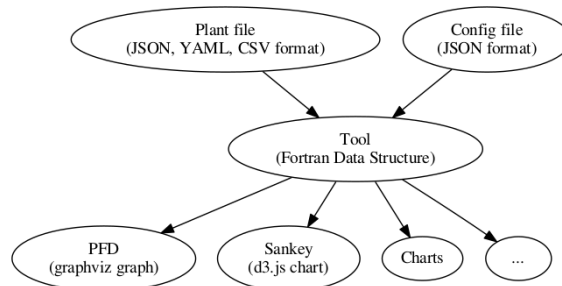 Plant file
(JSON, YAML, CSV format)
Config file
(JSON format)
Tool
(Fortran Data Structure)
PFD
(graphviz graph)
Sankey
(d3.js chart)
Charts
...